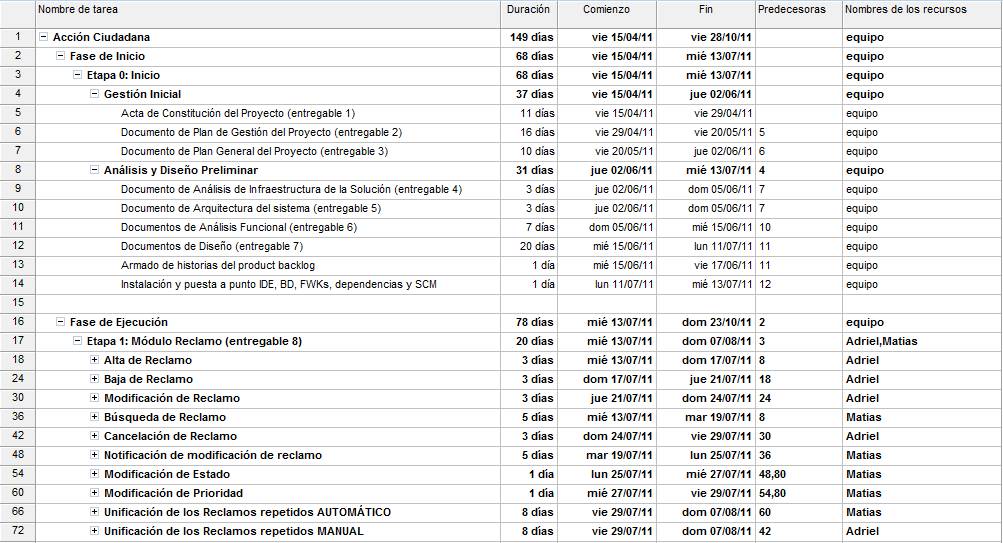 Nombre de tarea Duración Comienzo Fin Predecesoras Nombres de los recursos
1 Acción Ciudadana 149 días vie 15/04/11 vie 28/10/11 equipo
2 Fase de Inicio 68 días vie 15/04/11 mié 13/07/11 equipo
3 Etapa 0: Inicio 68 días vie 15/04/11 mié 13/07/11 equipo
4 Gestión Inicial 37 días vie 15/04/11 jue 02/06/11 equipo
5 Acta de Constitución del Proyecto (entregable 1) 11 días vie 15/04/11 vie 29/04/11 equipo
6 Documento de Plan de Gestión del Proyecto (entregable 2) 16 días vie 29/04/11 vie 20/05/11 5 equipo
7 Documento de Plan General del Proyecto (entregable 3) 10 días vie 20/05/11 jue 02/06/11 6 equipo
8 Análisis y Diseño Preliminar 31 días jue 02/06/11 mié 13/07/11 4 equipo
9 Documento de Análisis de Infraestructura de la Solución (entregable 4) 3 días jue 02/06/11 dom 05/06/11 7 equipo
10 Documento de Arquitectura del sistema (entregable 5) 3 días jue 02/06/11 dom 05/06/11 7 equipo
11 Documentos de Análisis Funcional (entregable 6) 7 días dom 05/06/11 mié 15/06/11 10 equipo
12 Documentos de Diseño (entregable 7) 20 días mié 15/06/11 lun 11/07/11 11 equipo
13 Armado de historias del product backlog 1 día mié 15/06/11 vie 17/06/11 11 equipo
14 Instalación y puesta a punto IDE, BD, FWKs, dependencias y SCM 1 día lun 11/07/11 mié 13/07/11 12 equipo
15
16 Fase de Ejecución 78 días mié 13/07/11 dom 23/10/11 2 equipo
17 Etapa 1: Módulo Reclamo (entregable 8) 20 días mié 13/07/11 dom 07/08/11 3 Adriel,Matias
18 Alta de Reclamo 3 días mié 13/07/11 dom 17/07/11 8 Adriel
24 Baja de Reclamo 3 días dom 17/07/11 jue 21/07/11 18 Adriel
30 Modificación de Reclamo 3 días jue 21/07/11 dom 24/07/11 24 Adriel
36 Búsqueda de Reclamo 5 días mié 13/07/11 mar 19/07/11 8 Matias
42 Cancelación de Reclamo 3 días dom 24/07/11 vie 29/07/11 30 Adriel
48 Notificación de modificación de reclamo 5 días mar 19/07/11 lun 25/07/11 36 Matias
54 Modificación de Estado 1 día lun 25/07/11 mié 27/07/11 48,80 Matias
60 Modificación de Prioridad 1 día mié 27/07/11 vie 29/07/11 54,80 Matias
66 Unificación de los Reclamos repetidos AUTOMÁTICO 8 días vie 29/07/11 dom 07/08/11 60 Matias
72 Unificación de los Reclamos repetidos MANUAL 8 días vie 29/07/11 dom 07/08/11 42 Adriel